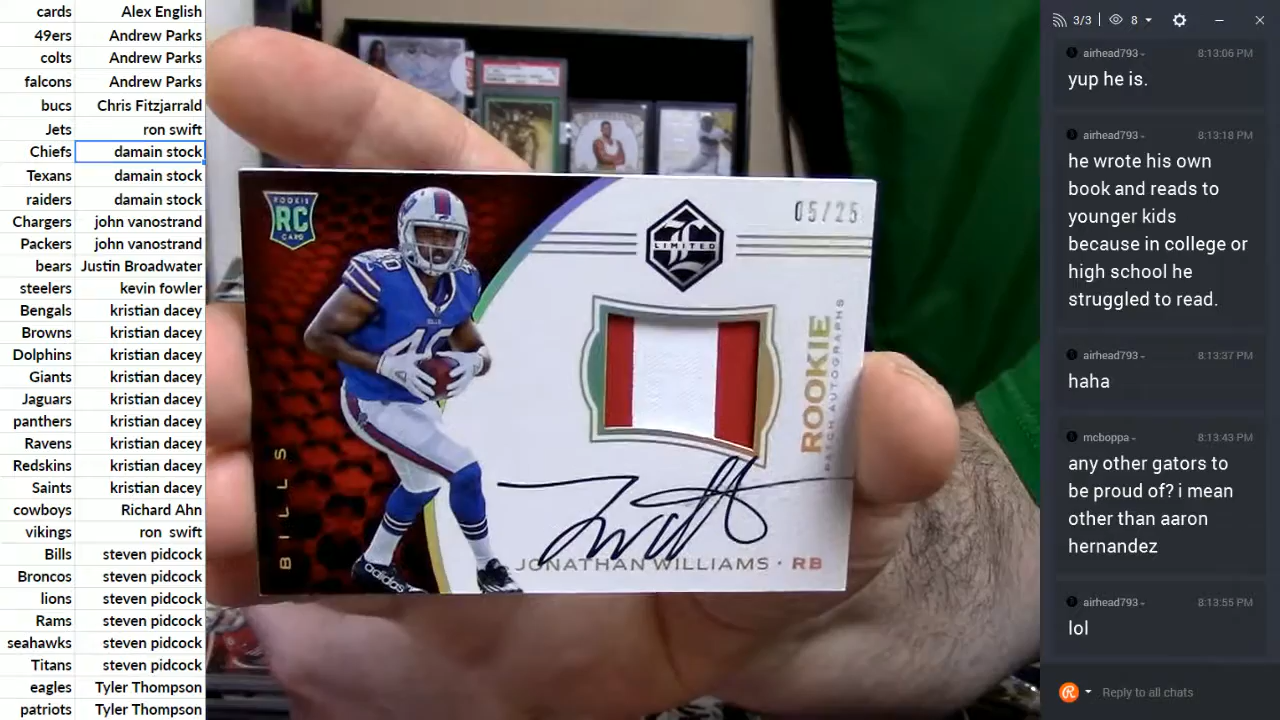 cards Alex English
49ers Andrew Parks
colts Andrew Parks
falcons Andrew Parks
bucs Chris Fitzjarrald
Jets ron swift
Chiefs damain stock
Texans damain stock
raiders damain stock
Chargers john vanostrand
Packers john vanostrand
bears Justin Broadwater
steelers kevin fowler
Bengals kristian dacey
Browns kristian dacey
Dolphins kristian dacey
Giants kristian dacey
Jaguars kristian dacey
panthers kristian dacey
Ravens kristian dacey
Redskins kristian dacey
Saints kristian dacey
cowboys Richard Ahn
vikings ron swift
Bills steven pidcock
Broncos steven pidcock
lions steven pidcock
Rams steven pidcock
seahawks steven pidcock
Titans steven pidcock
eagles Tyler Thompson
patriots Tyler Thompson
ROOKIE
RC
CARD
BILLS
40
BILLS
adidas
LIMITED
05/25
ROOKIE
PATCH AUTOGRAPHS
JONATHAN WILLIAMS · RB
3/3 8
airhead793 8:13:06 PM
yup he is.
airhead793 8:13:18 PM
he wrote his own
book and reads to
younger kids
because in college or
high school he
struggled to read.
airhead793 8:13:37 PM
haha
mcboppa 8:13:43 PM
any other gators to
be proud of? i mean
other than aaron
hernandez
airhead793 8:13:55 PM
lol
Reply to all chats